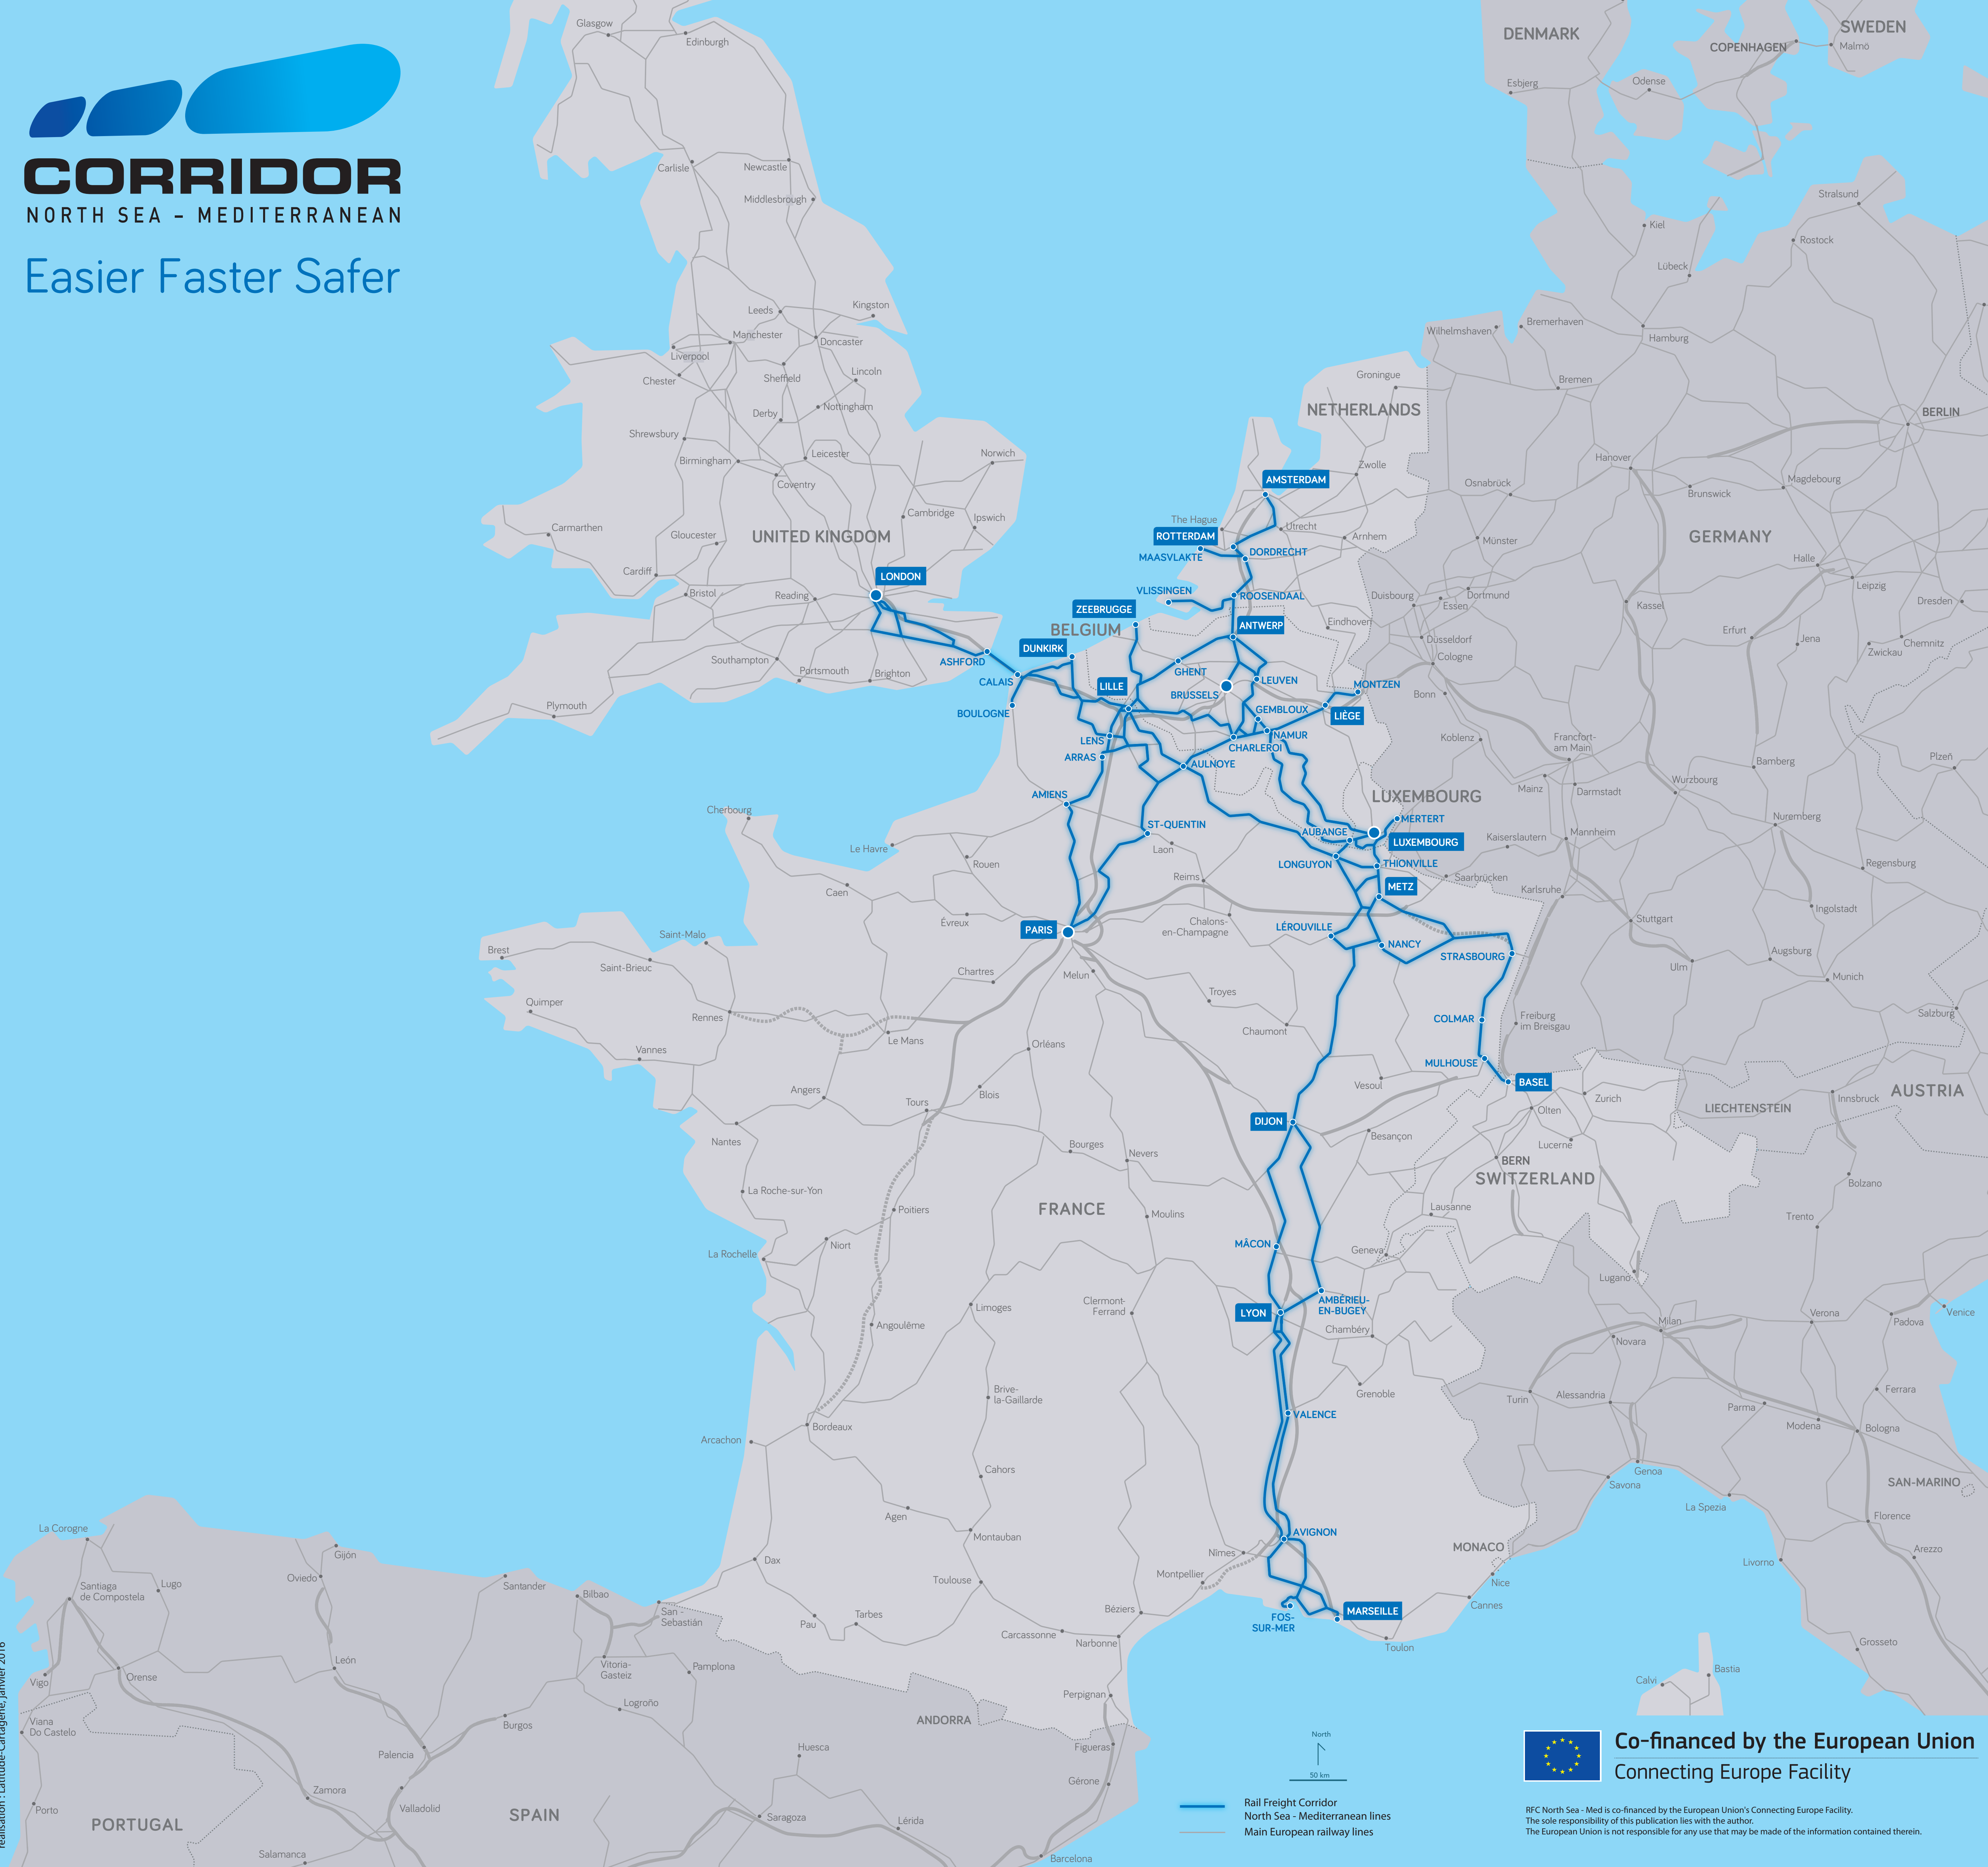 CORRIDOR
NORTH SEA – MEDITERRANEAN
Easier Faster Safer
Glasgow
Edinburgh
Carlisle
Newcastle
Middlesbrough
Leeds
Kingston
Manchester
Doncaster
Liverpool
Chester
Sheffield
Lincoln
Derby
Nottingham
Shrewsbury
Leicester
Birmingham
Norwich
Coventry
Cambridge
Ipswich
Carmarthen
Gloucester
UNITED KINGDOM
Cardiff
LONDON
Bristol
Reading
Southampton
Portsmouth
Brighton
Plymouth
ASHFORD
DENMARK
SWEDEN
COPENHAGEN
Malmö
Esbjerg
Odense
Stralsund
Kiel
Rostock
Lübeck
Wilhelmshaven
Bremerhaven
Hamburg
Groningue
Bremen
NETHERLANDS
BERLIN
Zwolle
Hanover
AMSTERDAM
Osnabrück
Brunswick
Magdebourg
The Hague
Utrecht
ROTTERDAM
Arnhem
Münster
GERMANY
MAASVLAKTE
DORDRECHT
Halle
Leipzig
VLISSINGEN
ROOSENDAAL
Duisbourg
Dortmund
Essen
Kassel
Dresden
ZEEBRUGGE
BELGIUM
ANTWERP
Eindhoven
Düsseldorf
Erfurt
Jena
Chemnitz
Zwickau
DUNKIRK
Cologne
CALAIS
GHENT
LEUVEN
LILLE
BRUSSELS
MONTZEN
Bonn
BOULOGNE
GEMBLOUX
LIÈGE
LENS
NAMUR
CHARLEROI
Koblenz
Francfort-
am Main
ARRAS
AULNOYE
Bamberg
Plzeň
Mainz
Darmstadt
Wurzbourg
AMIENS
LUXEMBOURG
Cherbourg
ST-QUENTIN
MERTERT
AUBANGE
LUXEMBOURG
Kaiserslautern
Mannheim
Nuremberg
Le Havre
Laon
Rouen
LONGUYON
THIONVILLE
Regensburg
Reims
Saarbrücken
METZ
Karlsruhe
Caen
Évreux
Ingolstadt
Stuttgart
Chalons-
en-Champagne
LÉROUVILLE
PARIS
NANCY
STRASBOURG
Brest
Saint-Malo
Saint-Brieuc
Chartres
Melun
Augsburg
Ulm
Munich
Quimper
Rennes
Troyes
Chaumont
COLMAR
Freiburg
im Breisgau
Salzburg
Le Mans
Orléans
Vannes
MULHOUSE
Vesoul
BASEL
Angers
Blois
Tours
Zurich
Olten
LIECHTENSTEIN
Innsbruck
AUSTRIA
DIJON
Nantes
Bourges
Nevers
Besançon
Lucerne
BERN
SWITZERLAND
Bolzano
La Roche-sur-Yon
FRANCE
Poitiers
Moulins
Lausanne
Trento
La Rochelle
Niort
MÂCON
Geneva
Lugano
Limoges
Clermont-
Ferrand
AMBÉRIEU-
EN-BUGEY
LYON
Chambéry
Angoulême
Milan
Verona
Padova
Venice
Novara
Brive-
la-Gaillarde
Grenoble
Turin
Alessandria
Ferrara
Parma
Modena
Bologna
Bordeaux
VALENCE
Arcachon
Cahors
Genoa
Savona
La Spezia
SAN-MARINO
Agen
Montauban
AVIGNON
Florence
MONACO
Livorno
Arezzo
Dax
Nîmes
Nice
Toulouse
Montpellier
Cannes
Béziers
MARSEILLE
FOS-
SUR-MER
Pau
Tarbes
Carcassonne
Narbonne
Toulon
Grosseto
Perpignan
Calvi
Bastia
La Corogne
Gijón
Santiaga
de Compostela
Lugo
Oviedo
Santander
Bilbao
San -
Sebastián
Vigo
Orense
León
Vitoria-
Gasteiz
Pamplona
Logroño
Viana
Do Castelo
Burgos
ANDORRA
Palencia
Huesca
Figueras
Zamora
Gérone
Porto
Valladolid
SPAIN
Saragoza
Lérida
PORTUGAL
Salamanca
Barcelona
réalisation : Latitude-Cartagène, janvier 2016
North
50 km
Rail Freight Corridor
North Sea - Mediterranean lines
Main European railway lines
Co-financed by the European Union
Connecting Europe Facility
RFC North Sea - Med is co-financed by the European Union's Connecting Europe Facility.
The sole responsibility of this publication lies with the author.
The European Union is not responsible for any use that may be made of the information contained therein.